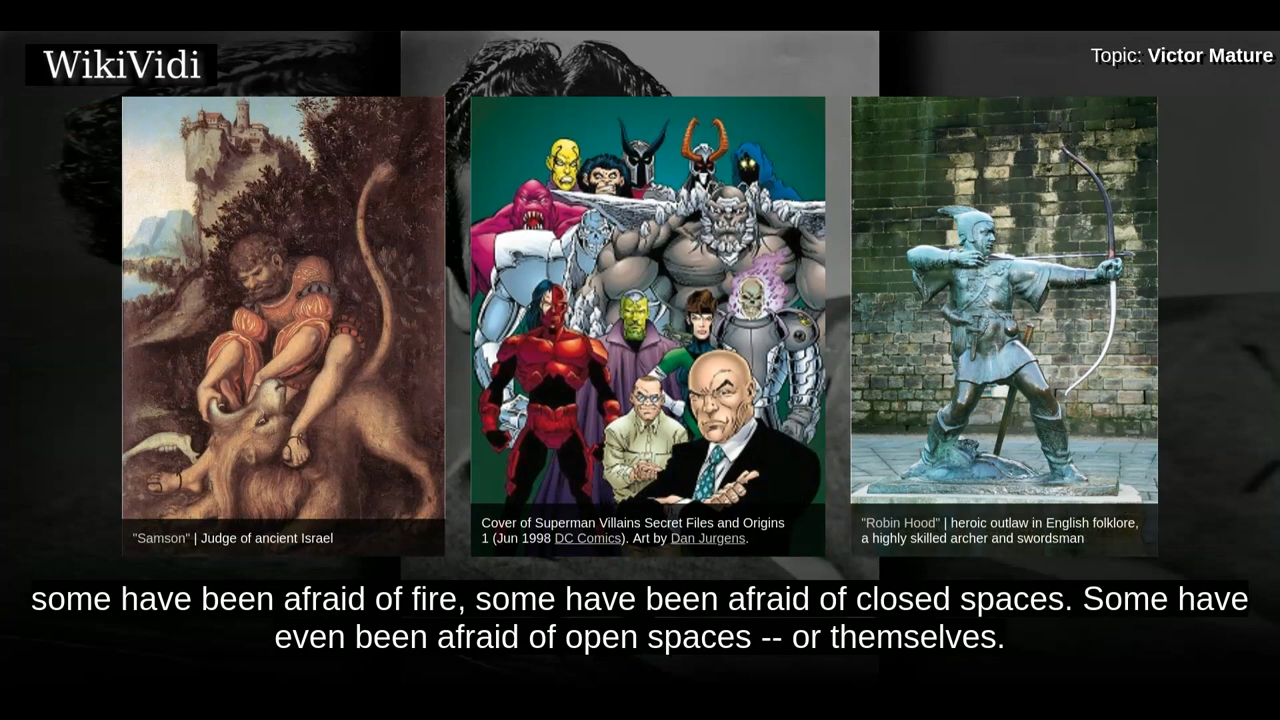 WikiVidi
Topic: Victor Mature
"Samson" | Judge of ancient Israel
Cover of Superman Villains Secret Files and Origins
1 (Jun 1998 DC Comics). Art by Dan Jurgens.
"Robin Hood" | heroic outlaw in English folklore,
a highly skilled archer and swordsman
some have been afraid of fire, some have been afraid of closed spaces. Some have
even been afraid of open spaces -- or themselves.